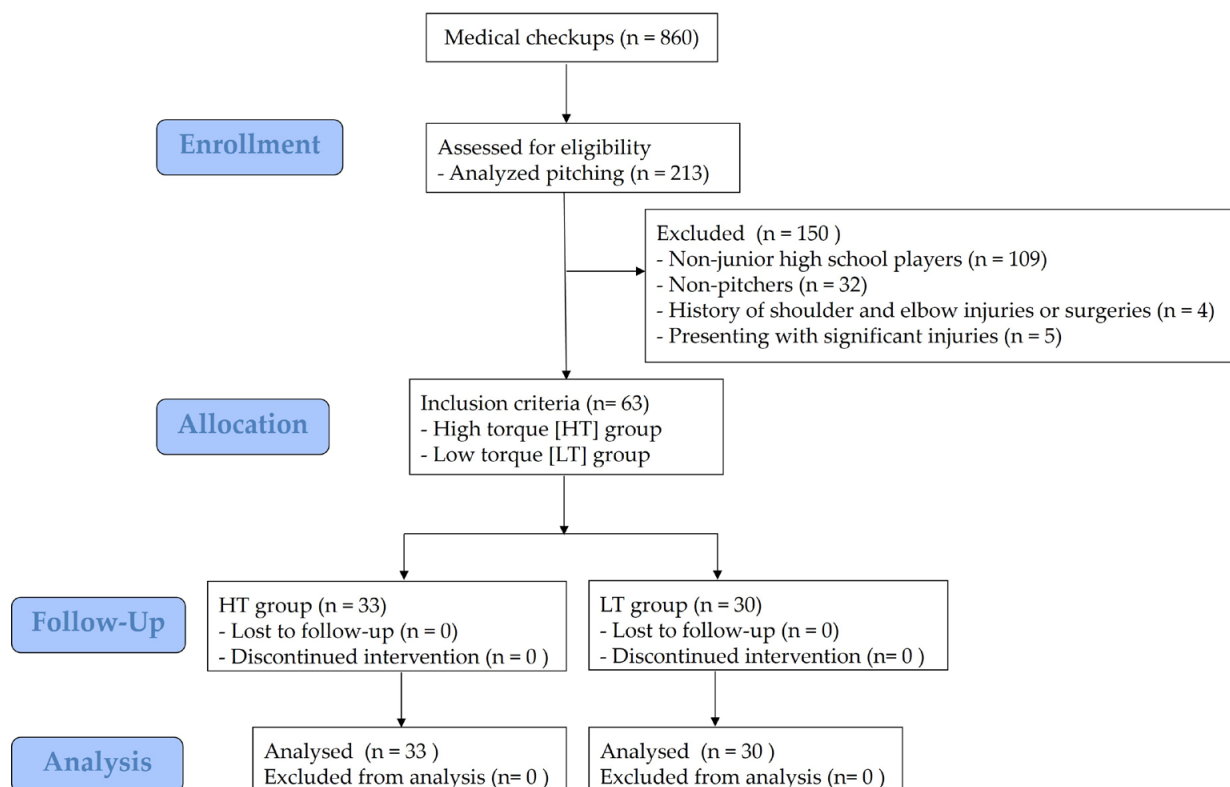 Medical checkups (n = 860)
Enrollment
Assessed for eligibility
- Analyzed pitching (n = 213)
Excluded  (n = 150 )
- Non-junior high school players (n = 109)
- Non-pitchers (n = 32)
- History of shoulder and elbow injuries or surgeries (n = 4)
- Presenting with significant injuries (n = 5)
Allocation
Inclusion criteria (n= 63)
- High torque [HT] group
- Low torque [LT] group
Follow-Up
HT group (n = 33)
- Lost to follow-up (n = 0)
- Discontinued intervention (n = 0 )
LT group (n = 30)
- Lost to follow-up (n = 0)
- Discontinued intervention (n= 0 )
Analysis
Analysed  (n = 33)
Excluded from analysis (n= 0 )
Analysed  (n = 30)
Excluded from analysis (n= 0 )